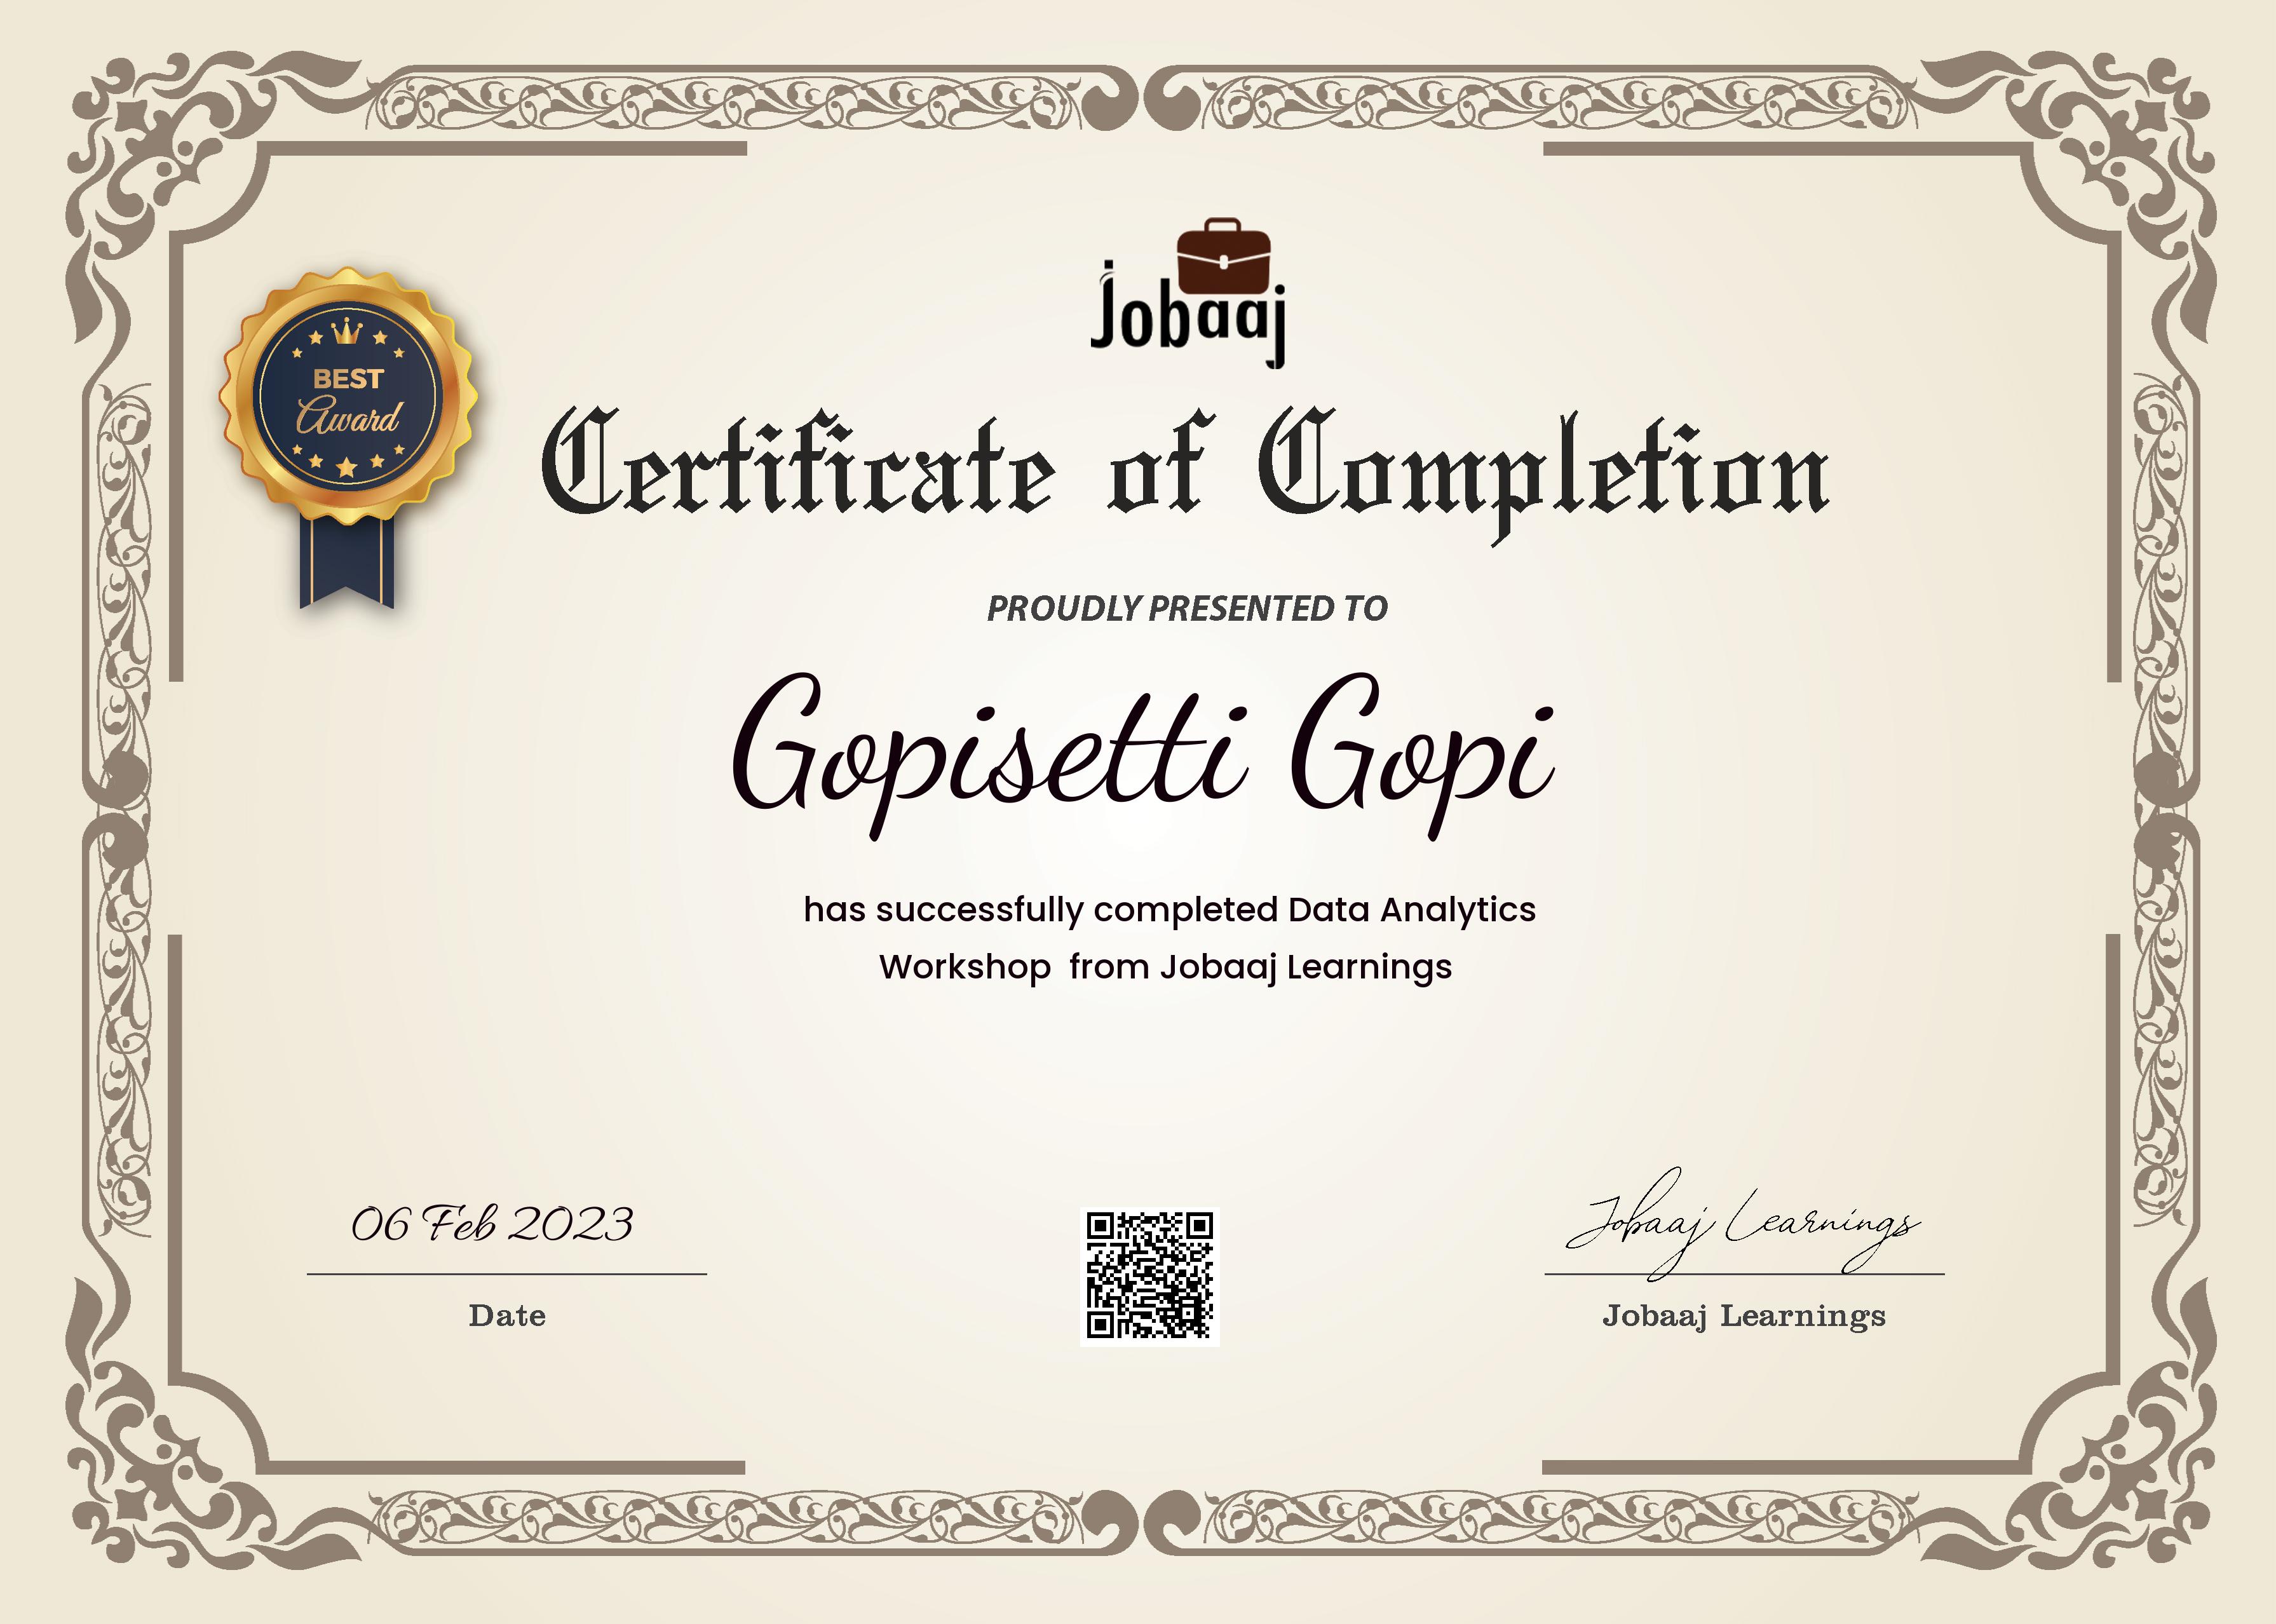 Jobaaj
BEST
Award
Certificate of Completion
PROUDLY PRESENTED TO
Gopisetti Gopi
has successfully completed Data Analytics
Workshop from Jobaaj Learnings
06 Feb 2023
Date
Jobaaj Learnings
Jobaaj Learnings